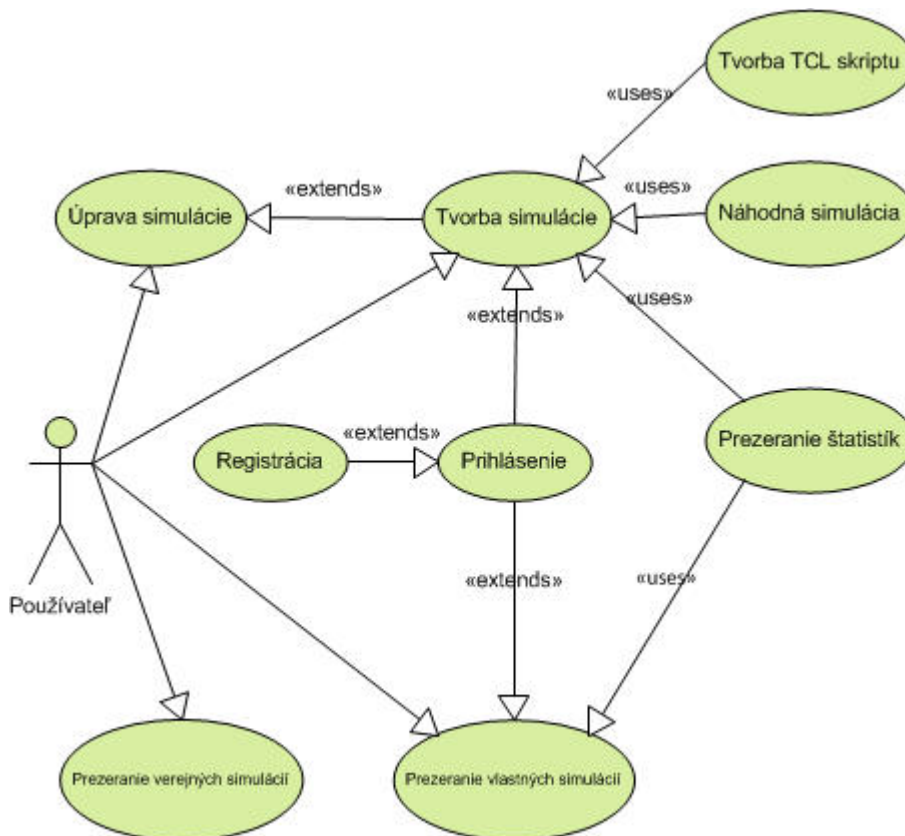 Tvorba TCL skriptu
«uses»
«extends»
«uses»
Úprava simulácie
Tvorba simulácie
Náhodná simulácia
«uses»
«extends»
«extends»
Registrácia
Prihlásenie
Prezeranie štatistík
«extends»
«uses»
Používateľ
Prezeranie verejných simulácií
Prezeranie vlastných simulácií